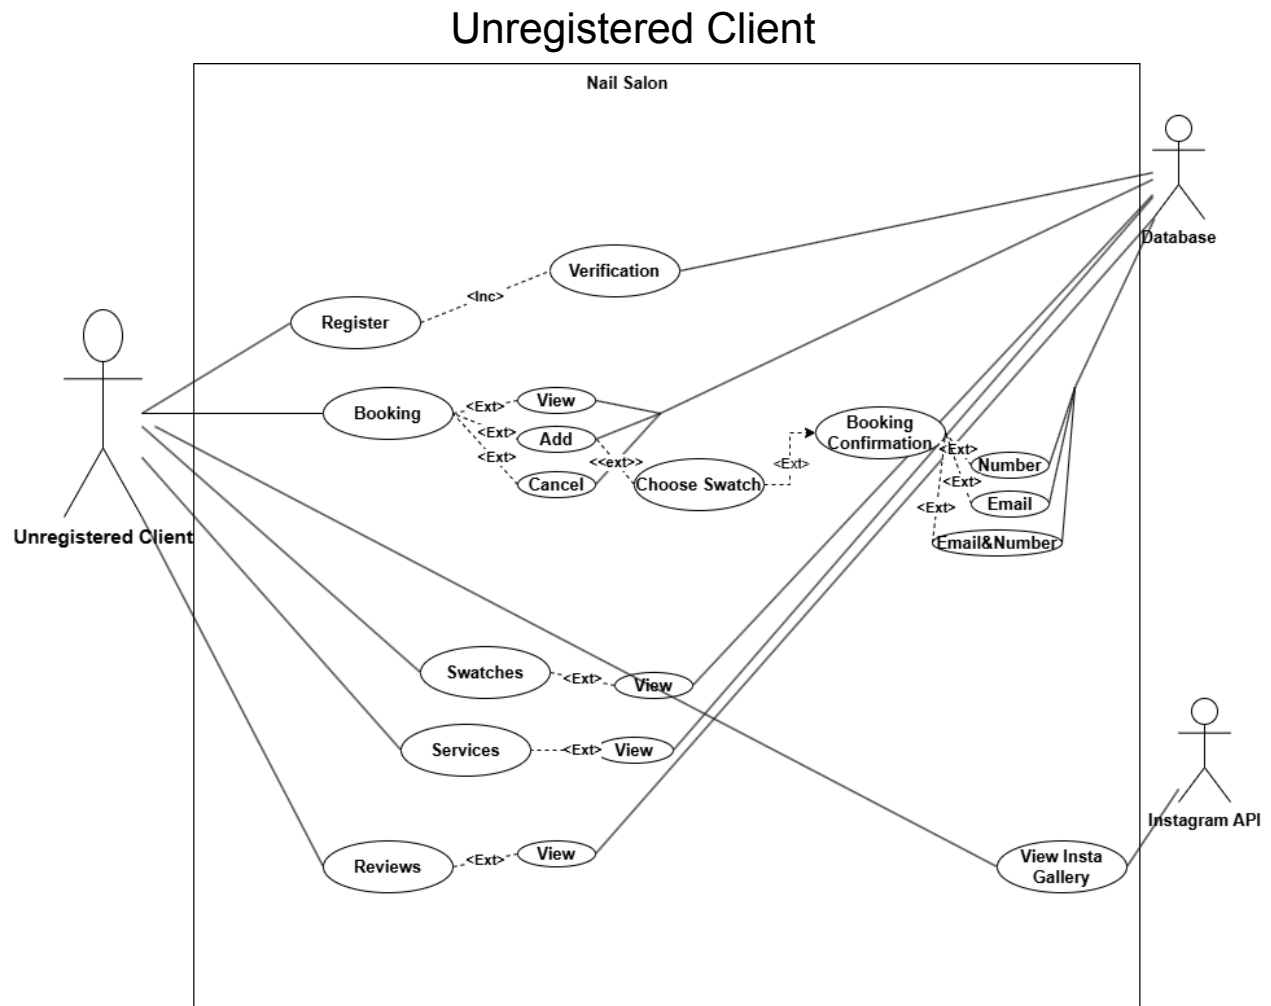 Unregistered Client
Nail Salon
Database
Verification
<Inc>
Register
Unregistered Client
Booking
<Ext>
View
<Ext>
Add
<Ext>
Cancel
<<ext>>
Choose Swatch
<Ext>
Booking
Confirmation
<Ext>
Number
<Ext>
Email
<Ext>
Email&Number
Swatches
<Ext>
View
Services
<Ext>
View
Reviews
<Ext>
View
Instagram API
View Insta
Gallery